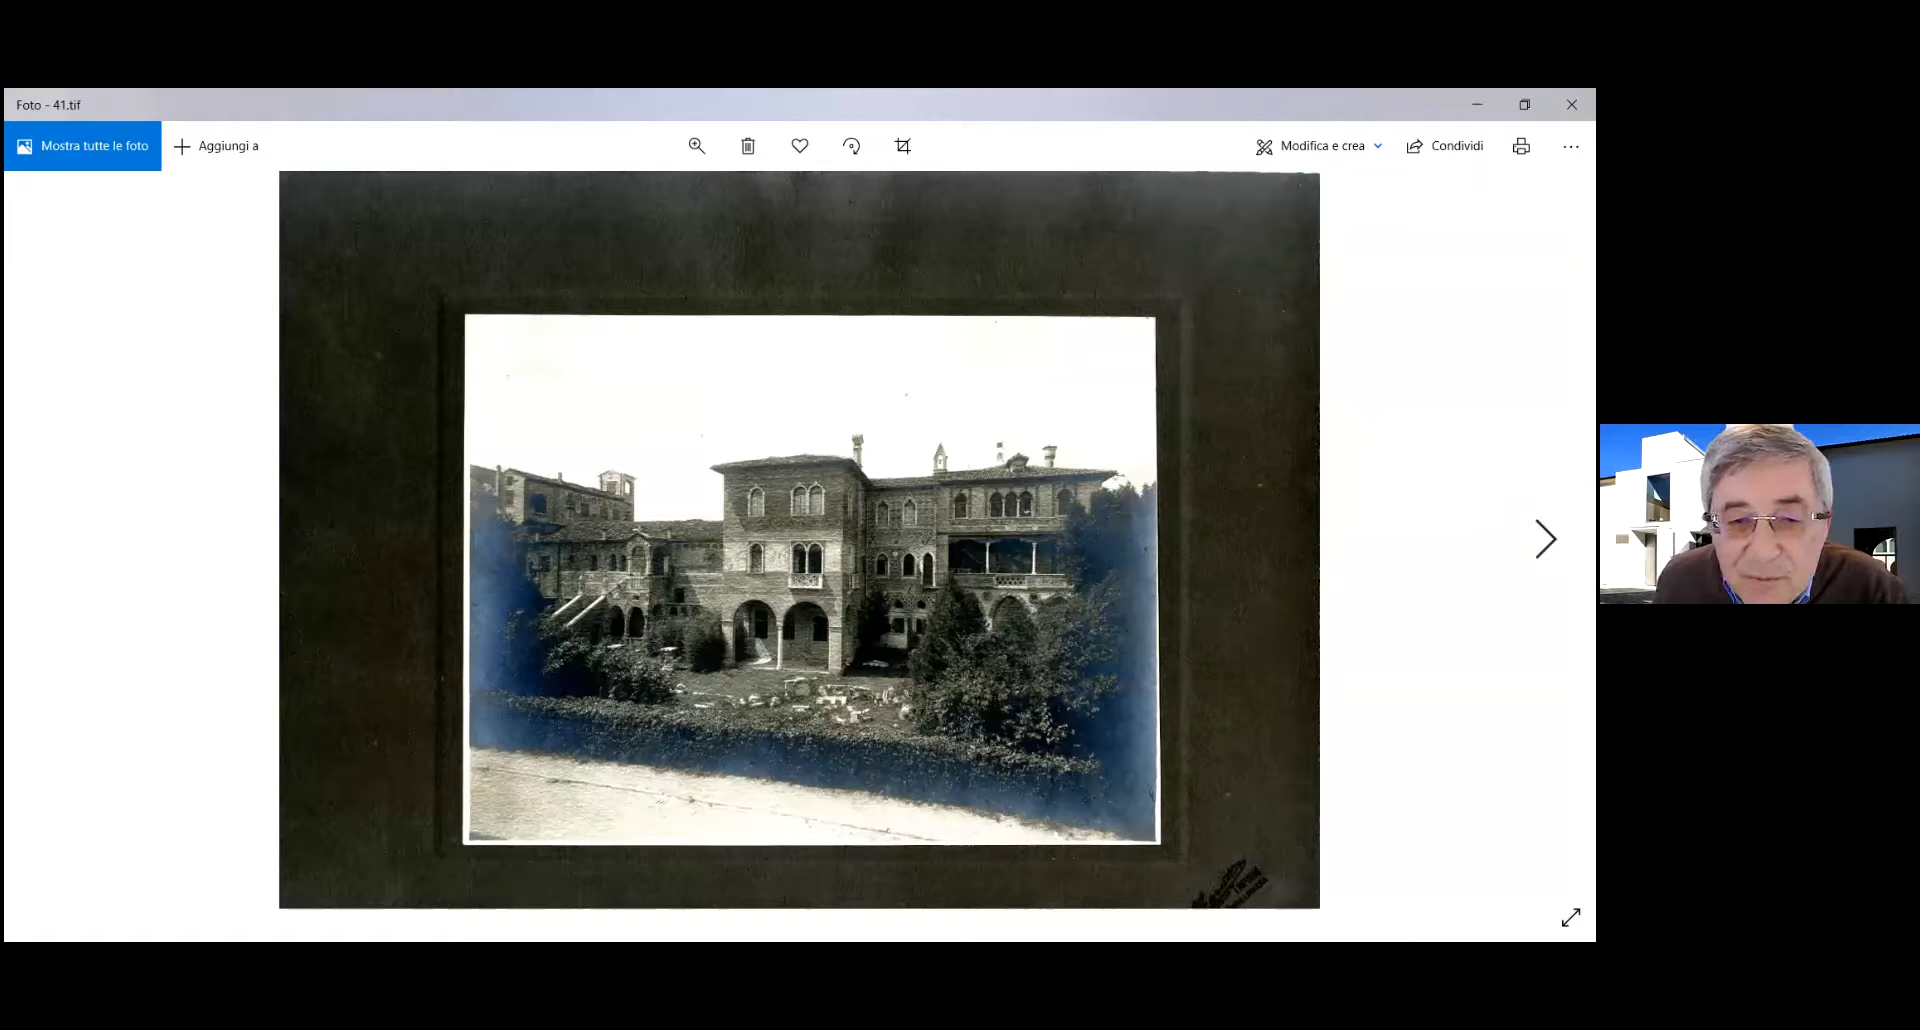 Foto - 41.tif
Mostra tutte le foto
Aggiungi a
Modifica e crea
Condividi